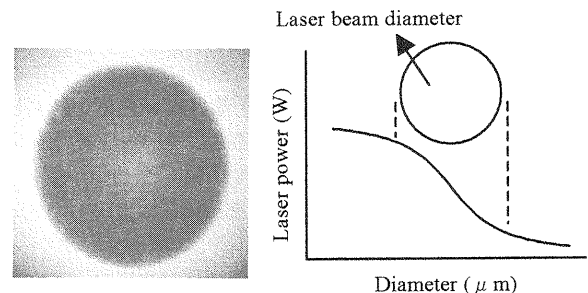 Laser beam diameter
Laser power (W)
Diameter ( μ m)